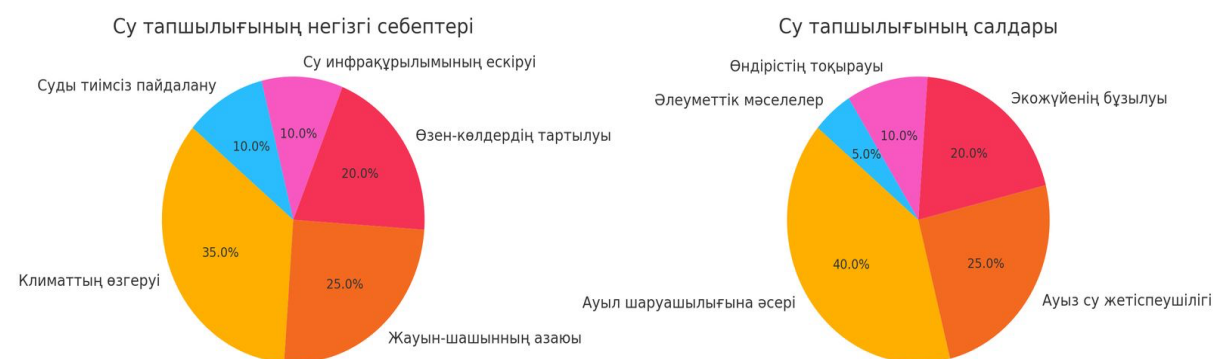 Су тапшылығының негізгі себептері
Су инфрақұрылымының ескіруі
Суды тиімсіз пайдалану
10.0%
10.0%
Өзен-көлдердің тартылуы
20.0%
35.0%
Климаттың өзгеруі
25.0%
Жауын-шашынның азаюы
Су тапшылығының салдары
Өндірістің тоқырауы
Әлеуметтік мәселелер
Экожүйенің бұзылуы
10.0%
5.0%
20.0%
40.0%
25.0%
Ауыл шаруашылығына әсері
Ауыз су жетіспеушілігі